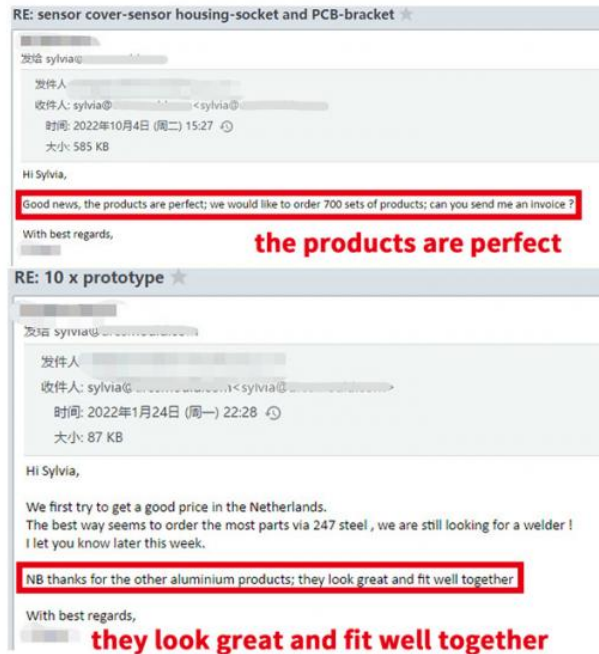 RE: sensor cover-sensor housing-socket and PCB-bracket
发给 sylvia@
发件人
收件人: sylvia@ <sylvia@
时间: 2022年10月4日 (周二) 15:27
大小: 585 KB
Hi Sylvia,
Good news, the products are perfect; we would like to order 700 sets of products; can you send me an invoice ?
With best regards,
the products are perfect
RE: 10 x prototype
发给 sylvia@
发件人
收件人: sylvia@ <sylvia@
时间: 2022年1月24日 (周一) 22:28
大小: 87 KB
Hi Sylvia,
We first try to get a good price in the Netherlands.
The best way seems to order the most parts via 247 steel , we are still looking for a welder !
I let you know later this week.
NB thanks for the other aluminium products; they look great and fit well together
With best regards,
they look great and fit well together